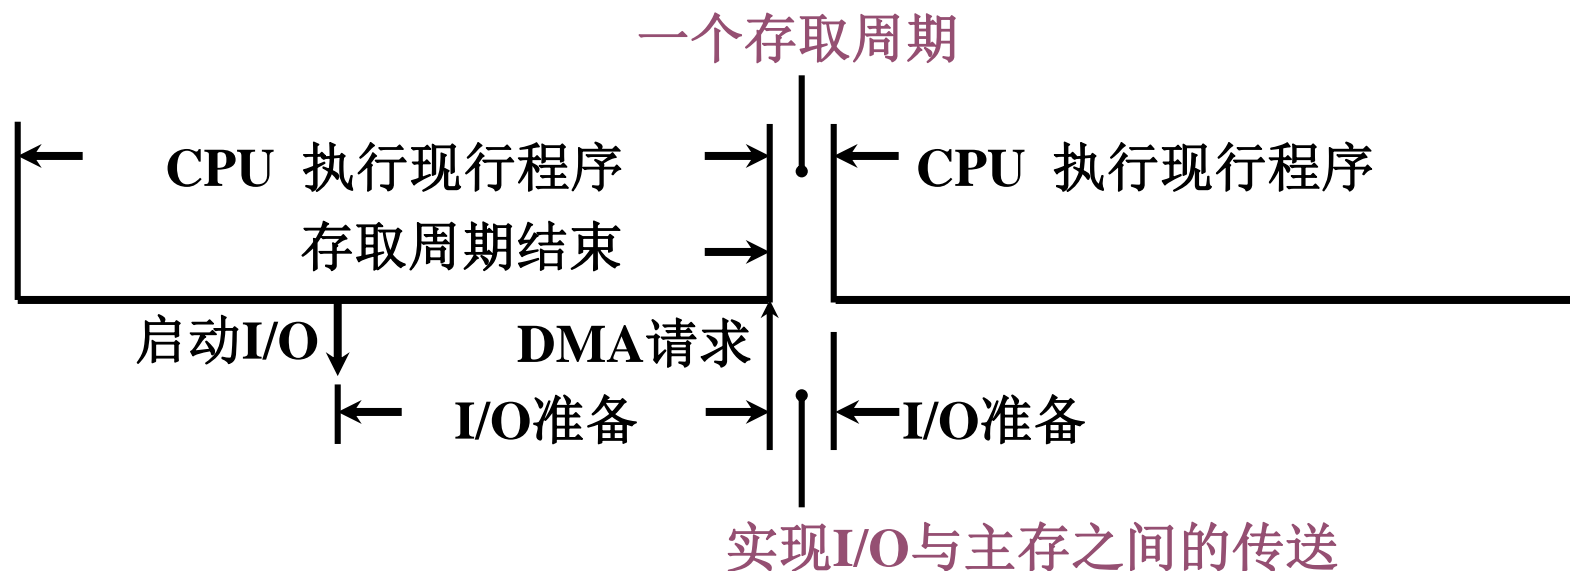 一个存取周期
CPU 执行现行程序
CPU 执行现行程序
存取周期结束
启动I/O
DMA请求
I/O准备
I/O准备
实现I/O与主存之间的传送